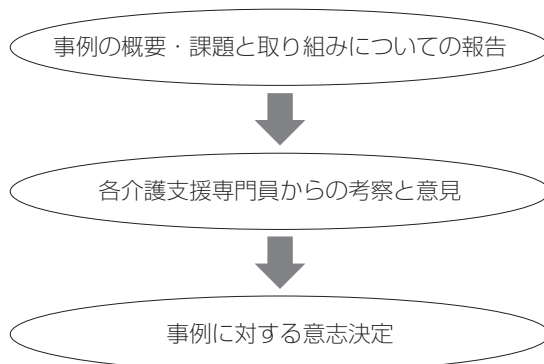 事例の概要・課題と取り組みについての報告
各介護支援専門員からの考察と意見
事例に対する意志決定